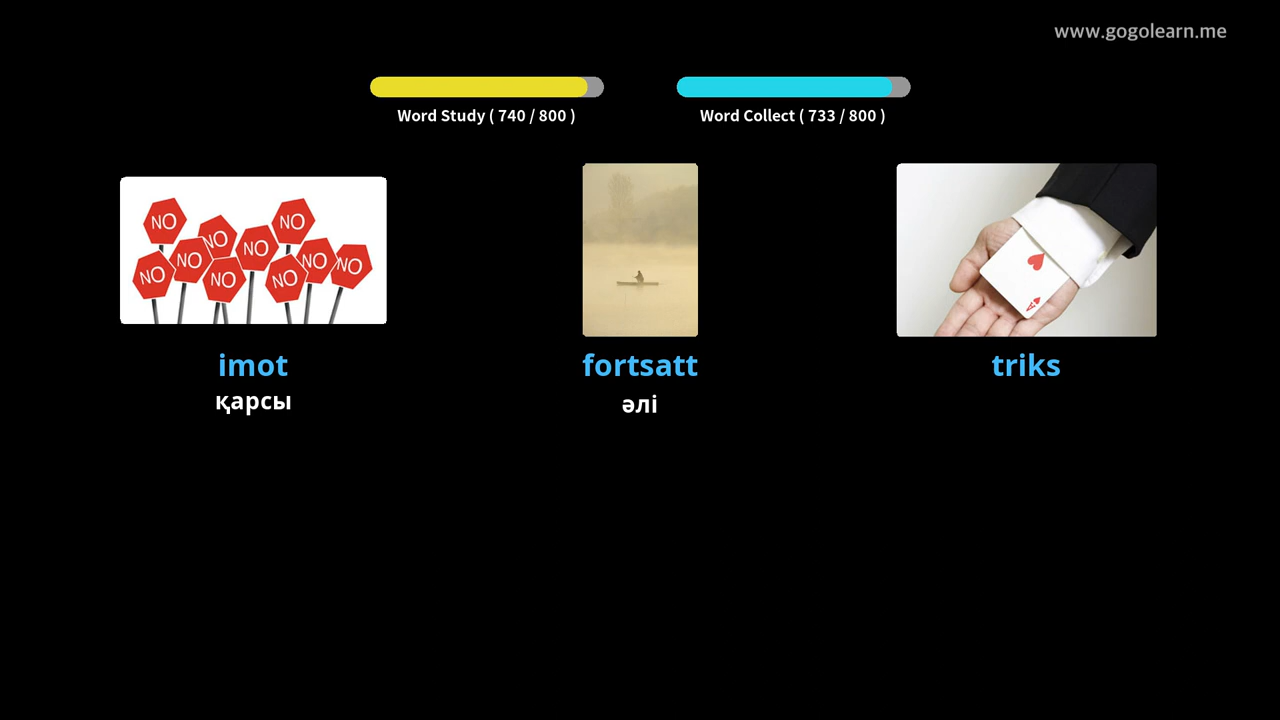 www.gogolearn.me
Word Study ( 740 / 800 )
Word Collect ( 733 / 800 )
NO
NO
NO
NO
NO
NO
NO
NO
NO
NO
A
imot
fortsatt
triks
қарсы
әлі